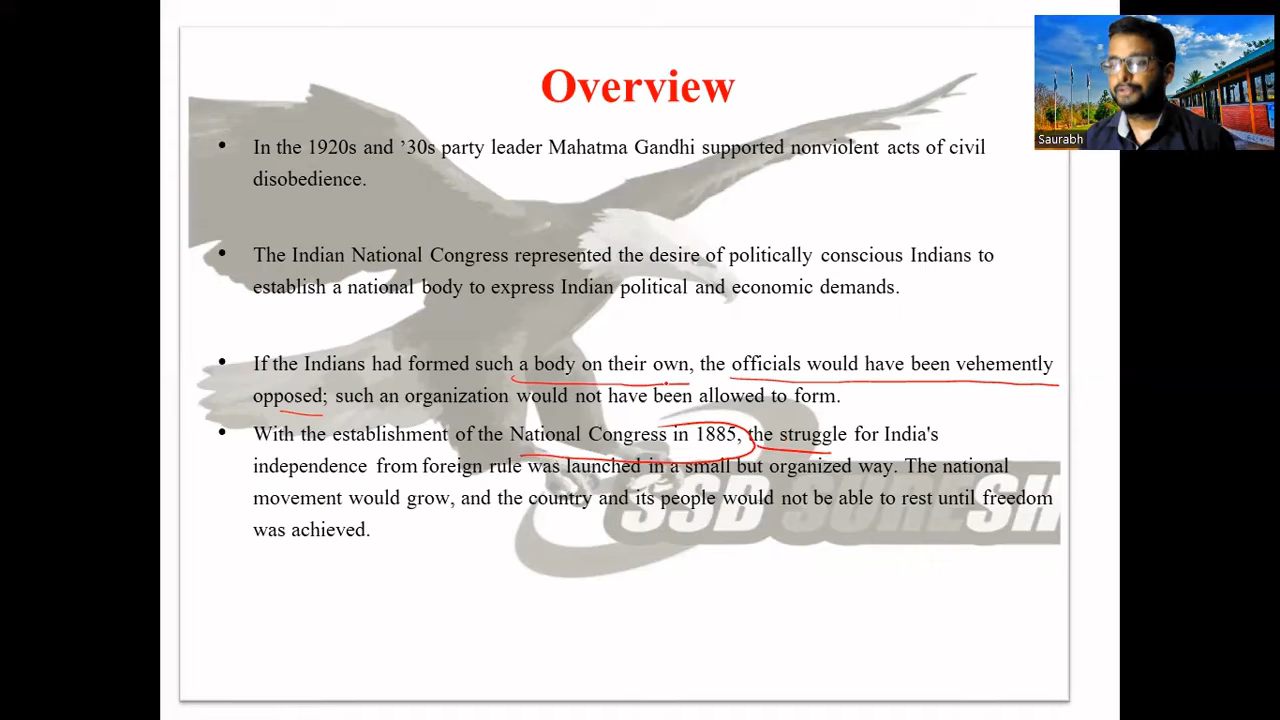 Overview
Saurabh
• In the 1920s and ’30s party leader Mahatma Gandhi supported nonviolent acts of civil
disobedience.
• The Indian National Congress represented the desire of politically conscious Indians to
establish a national body to express Indian political and economic demands.
• If the Indians had formed such a body on their own, the officials would have been vehemently
opposed; such an organization would not have been allowed to form.
• With the establishment of the National Congress in 1885, the struggle for India's
independence from foreign rule was launched in a small but organized way. The national
movement would grow, and the country and its people would not be able to rest until freedom
was achieved.
SSB SURESH